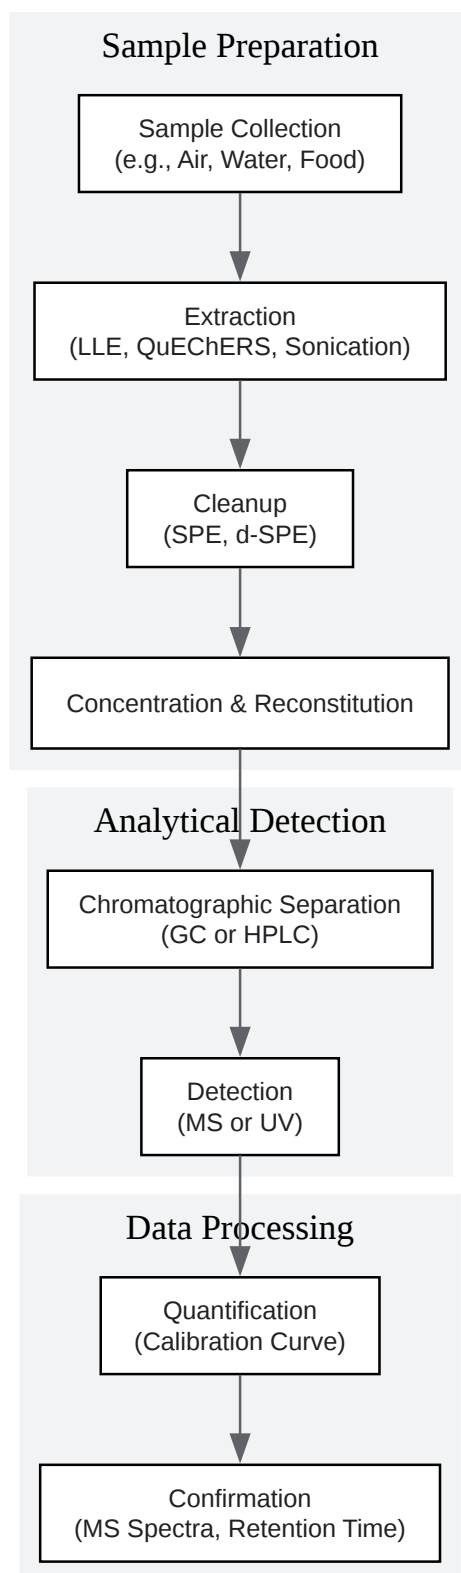 Sample Preparation
Sample Collection
(e.g., Air, Water, Food)
Extraction
(LLE, QuEChERS, Sonication)
Cleanup
(SPE, d-SPE)
Concentration & Reconstitution
Analytical Detection
Chromatographic Separation
(GC or HPLC)
Detection
(MS or UV)
Data Processing
Quantification
(Calibration Curve)
Confirmation
(MS Spectra, Retention Time)